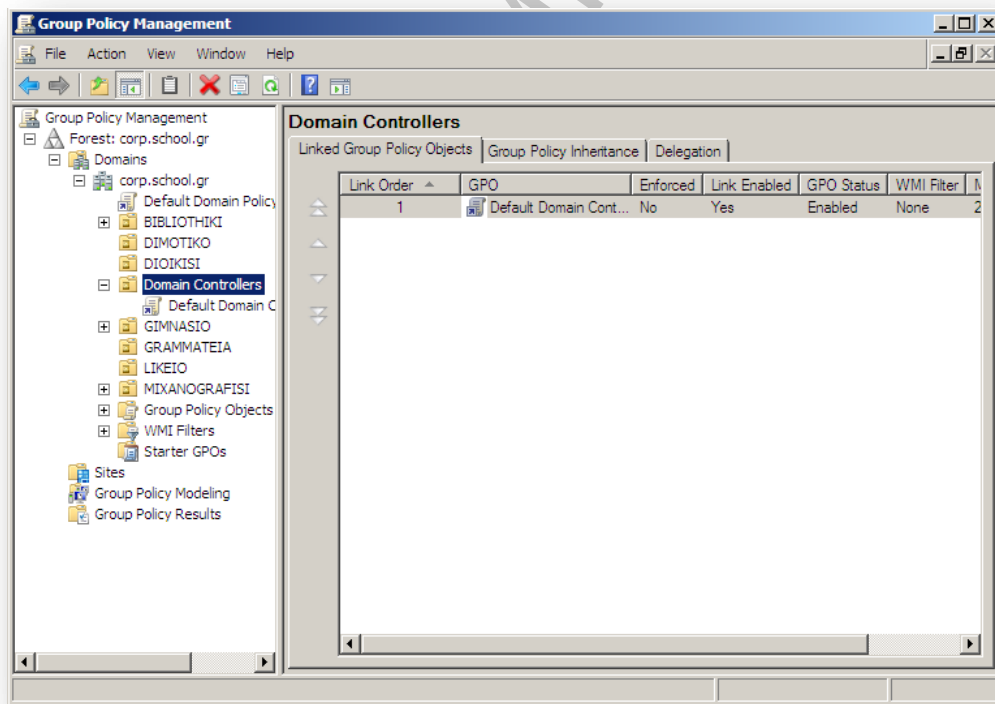 Group Policy Management
File Action View Window Help
Group Policy Management
Forest: corp.school.gr
Domains
corp.school.gr
Default Domain Policy
BIBLIOTHIKI
DIMOTIKO
DIOIKISI
Domain Controllers
Default Domain C
GIMNASIO
GRAMMATEIA
LIKEIO
MIXANOGRAFISI
Group Policy Objects
WMI Filters
Starter GPOs
Sites
Group Policy Modeling
Group Policy Results
Domain Controllers
Linked Group Policy Objects Group Policy Inheritance Delegation
Link Order GPO Enforced Link Enabled GPO Status WMI Filter M
1 Default Domain Cont... No Yes Enabled None 2